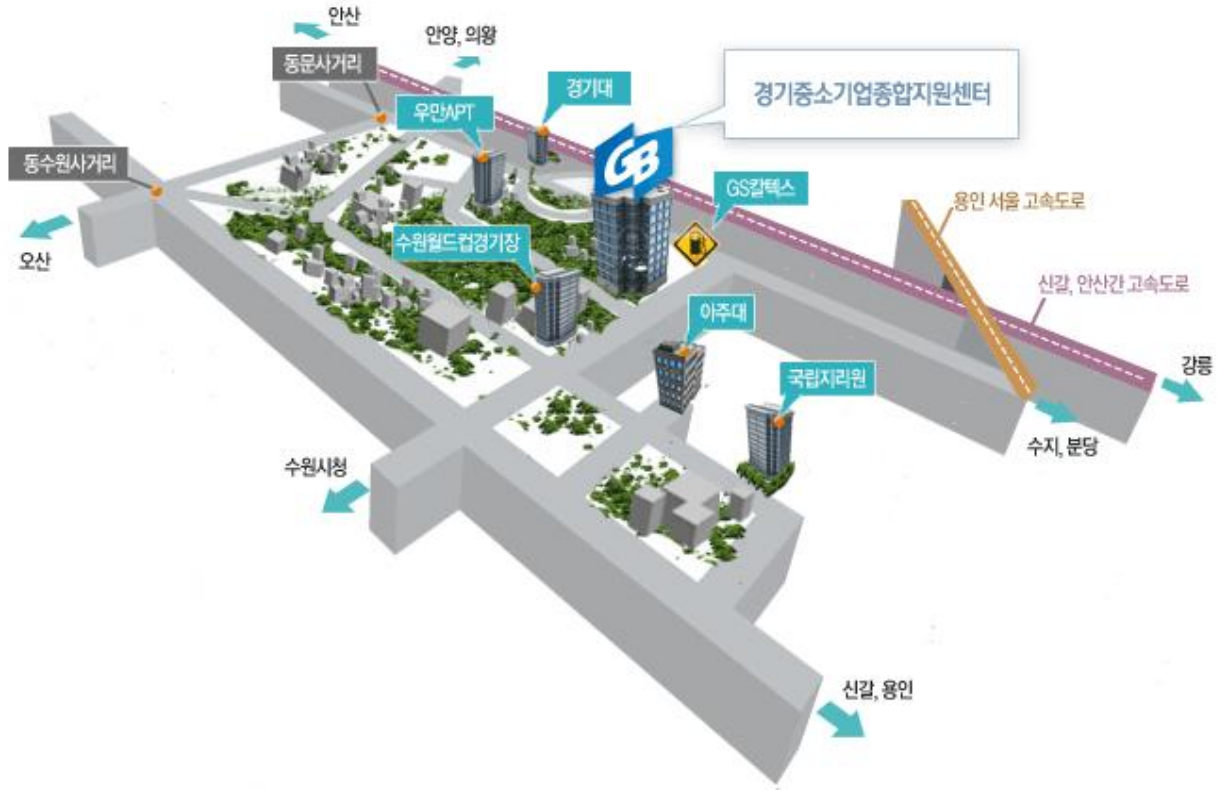 안산
안양, 의왕
동문사거리
경기대
우만APT
경기중소기업종합지원센터
GB
동수원사거리
GS칼텍스
용인 서울 고속도로
수원월드컵경기장
오산
신갈, 안산간 고속도로
아주대
강릉
국립지리원
수지, 분당
수원시청
신갈, 용인